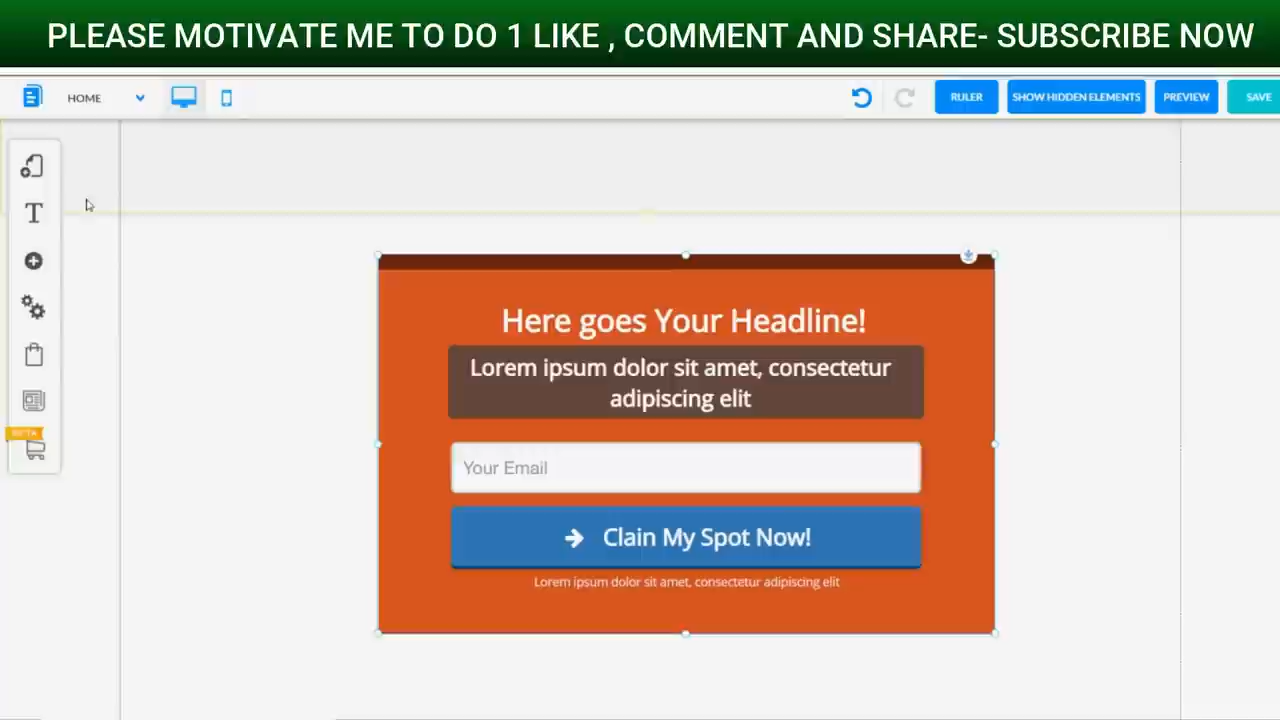 PLEASE MOTIVATE ME TO DO 1 LIKE , COMMENT AND SHARE- SUBSCRIBE NOW
HOME
RULER
SHOW HIDDEN ELEMENTS
PREVIEW
SAVE
T
Here goes Your Headline!
Lorem ipsum dolor sit amet, consectetur
adipiscing elit
Your Email
BETA
Clain My Spot Now!
Lorem ipsum dolor sit amet, consectetur adipiscing elit